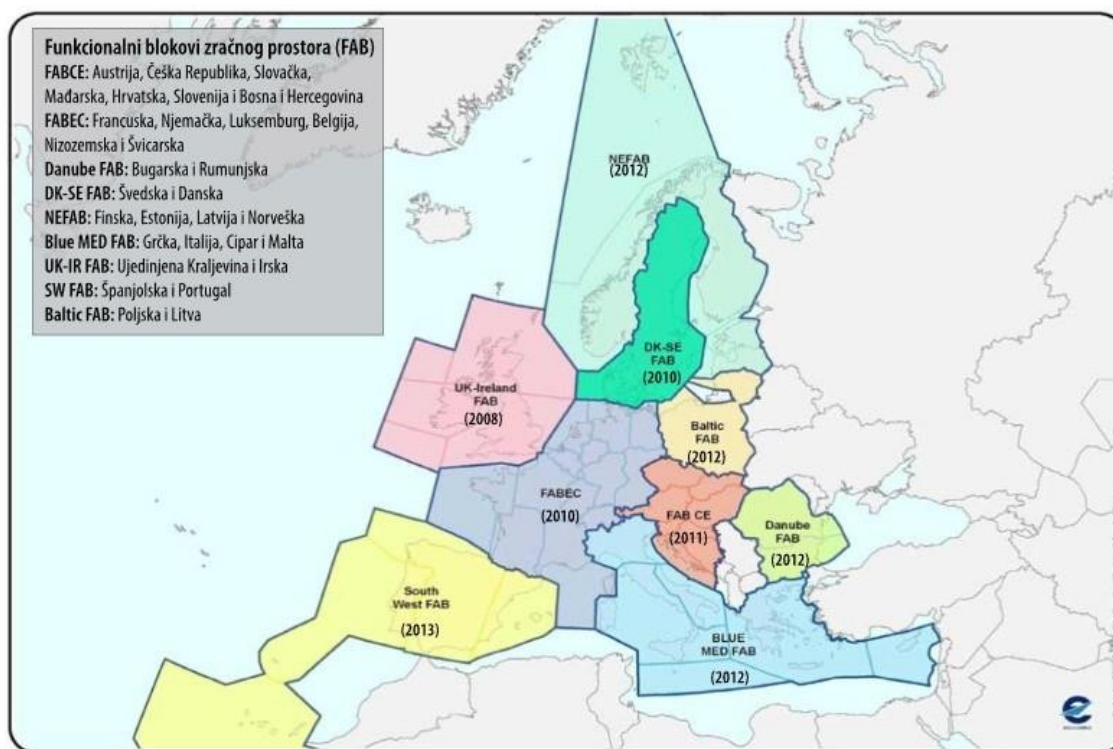 Funkcionalni blokovi zračnog prostora (FAB)
FABCE: Austrija, Češka Republika, Slovačka,
Mađarska, Hrvatska, Slovenija i Bosna i Hercegovina
FABEC: Francuska, Njemačka, Luksemburg, Belgija,
Nizozemska i Švicarska
Danube FAB: Bugarska i Rumunjska
DK-SE FAB: Švedska i Danska
NEFAB: Finska, Estonija, Latvija i Norveška
Blue MED FAB: Grčka, Italija, Cipar i Malta
UK-IR FAB: Ujedinjena Kraljevina i Irska
SW FAB: Španjolska i Portugal
Baltic FAB: Poljska i Litva
NEFAB
(2012)
DK-SE
FAB
(2010)
UK-Ireland
FAB
(2008)
Baltic
FAB
(2012)
FABEC
(2010)
FAB CE
(2011)
Danube
FAB
(2012)
South
West FAB
(2013)
BLUE
MED FAB
(2012)